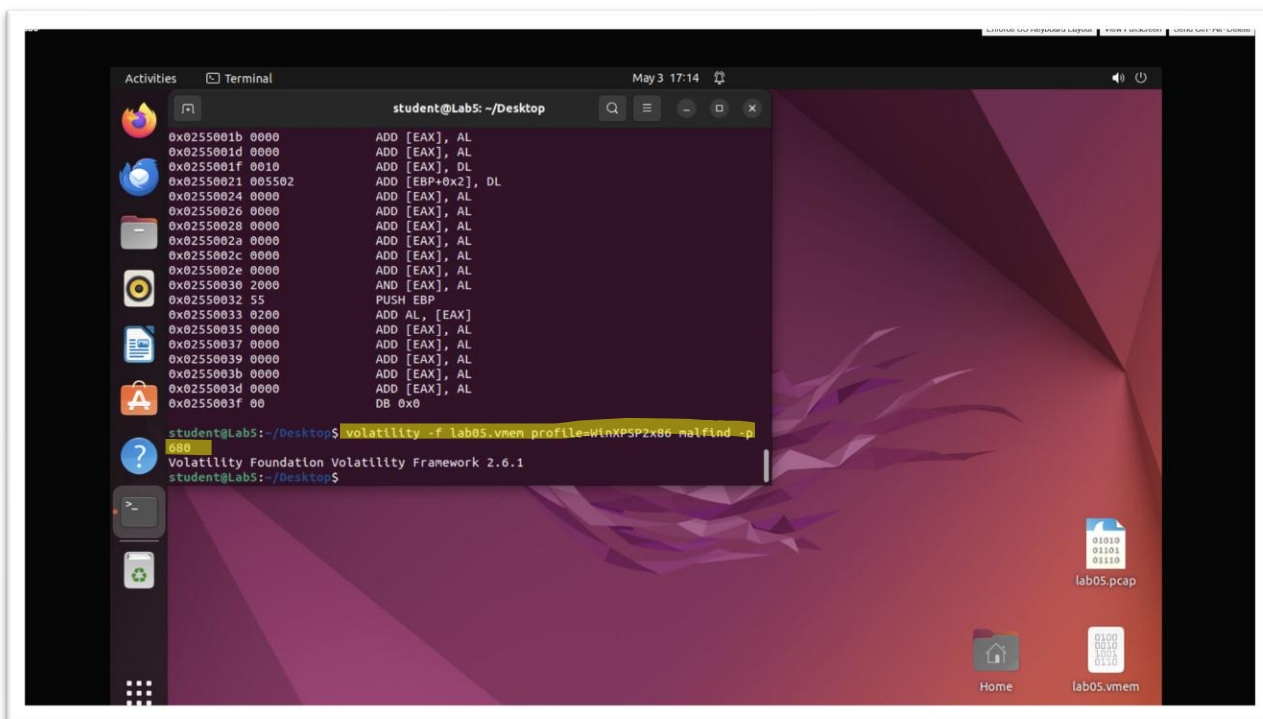 Activities Terminal May 3 17:14
student@Lab5: ~/Desktop
0x0255001b 0000 ADD [EAX], AL
0x0255001d 0000 ADD [EAX], AL
0x0255001f 0010 ADD [EAX], DL
0x02550021 005502 ADD [EBP+0x2], DL
0x02550024 0000 ADD [EAX], AL
0x02550026 0000 ADD [EAX], AL
0x02550028 0000 ADD [EAX], AL
0x0255002a 0000 ADD [EAX], AL
0x0255002c 0000 ADD [EAX], AL
0x0255002e 0000 ADD [EAX], AL
0x02550030 2000 AND [EAX], AL
0x02550032 55 PUSH EBP
0x02550033 0200 ADD AL, [EAX]
0x02550035 0000 ADD [EAX], AL
0x02550037 0000 ADD [EAX], AL
0x02550039 0000 ADD [EAX], AL
0x0255003b 0000 ADD [EAX], AL
0x0255003d 0000 ADD [EAX], AL
0x0255003f 00 DB 0x0
student@Lab5:~/Desktop$ volatility -f lab05.vmem profile=WinXPSP2x86 malfind -p
680
Volatility Foundation Volatility Framework 2.6.1
student@Lab5:~/Desktop$
01010
01101
01110
lab05.pcap
0100
0010
1001
0110
Home lab05.vmem